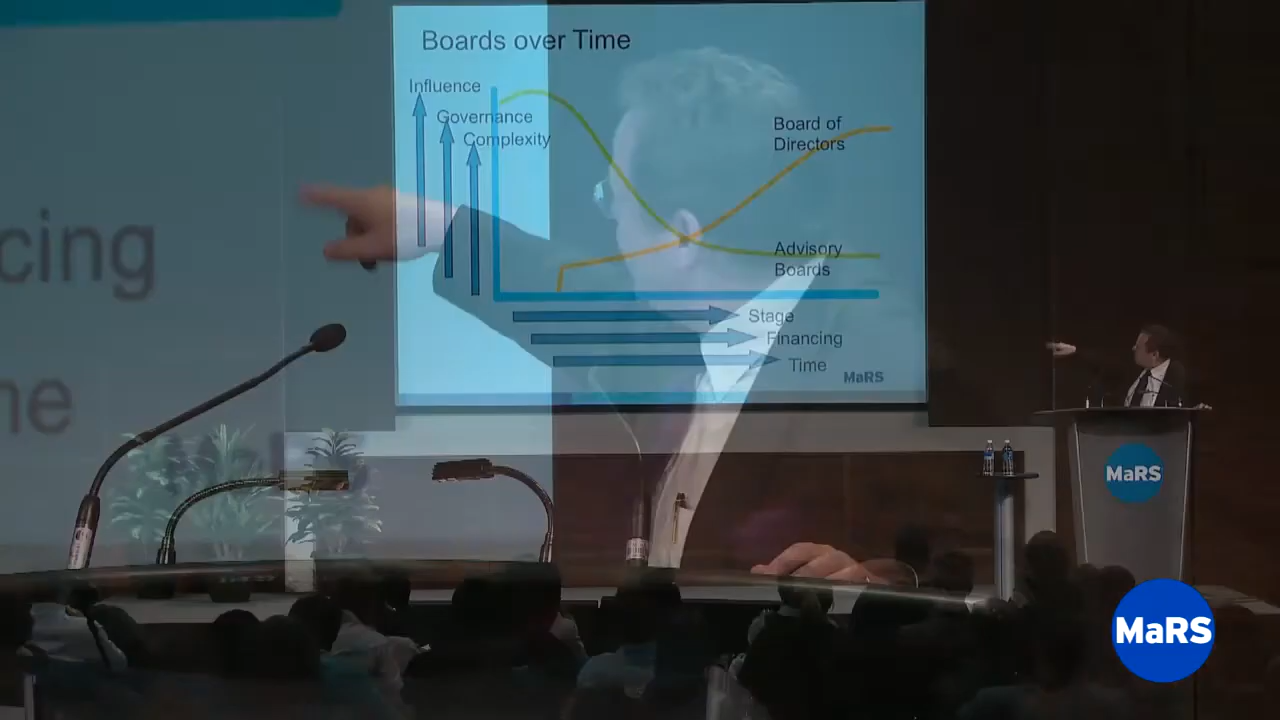 Boards over Time
Influence
Governance
Complexity
Board of
Directors
Advisory
Boards
Stage
Financing
Time
MaRS
cing
ne
MaRS
MaRS